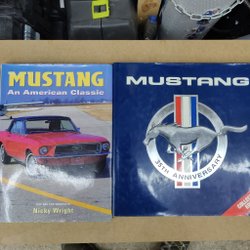 MUSTANG
An American Classic
Nicky Wright
MUSTANG
35TH ANNIVERSARY